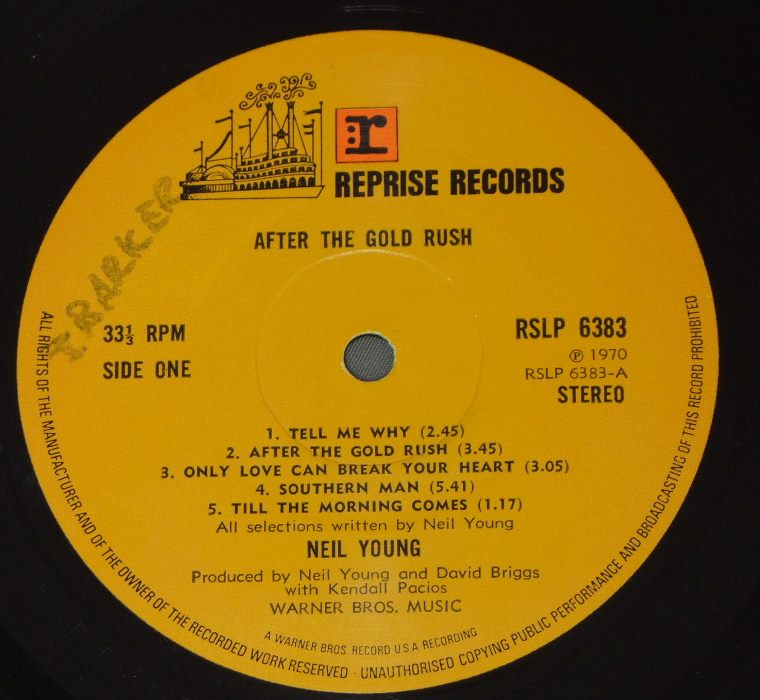 r
REPRISE RECORDS
AFTER THE GOLD RUSH
I. BARKER
33⅓ RPM
SIDE ONE
RSLP 6383
℗ 1970
RSLP 6383-A
STEREO
1. TELL ME WHY (2.45)
2. AFTER THE GOLD RUSH (3.45)
3. ONLY LOVE CAN BREAK YOUR HEART (3.05)
4. SOUTHERN MAN (5.41)
5. TILL THE MORNING COMES (1.17)
All selections written by Neil Young
NEIL YOUNG
Produced by Neil Young and David Briggs
with Kendall Pacios
WARNER BROS. MUSIC
A WARNER BROS. RECORD U.S.A RECORDING
ALL RIGHTS OF THE MANUFACTURER AND OF THE OWNER OF THE RECORDED WORK RESERVED · UNAUTHORISED COPYING PUBLIC PERFORMANCE AND BROADCASTING OF THIS RECORD PROHIBITED